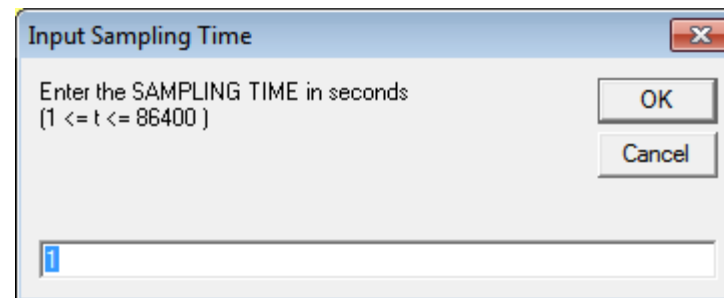 Input Sampling Time
Enter the SAMPLING TIME in seconds
(1 <= t <= 86400 )
OK
Cancel
1